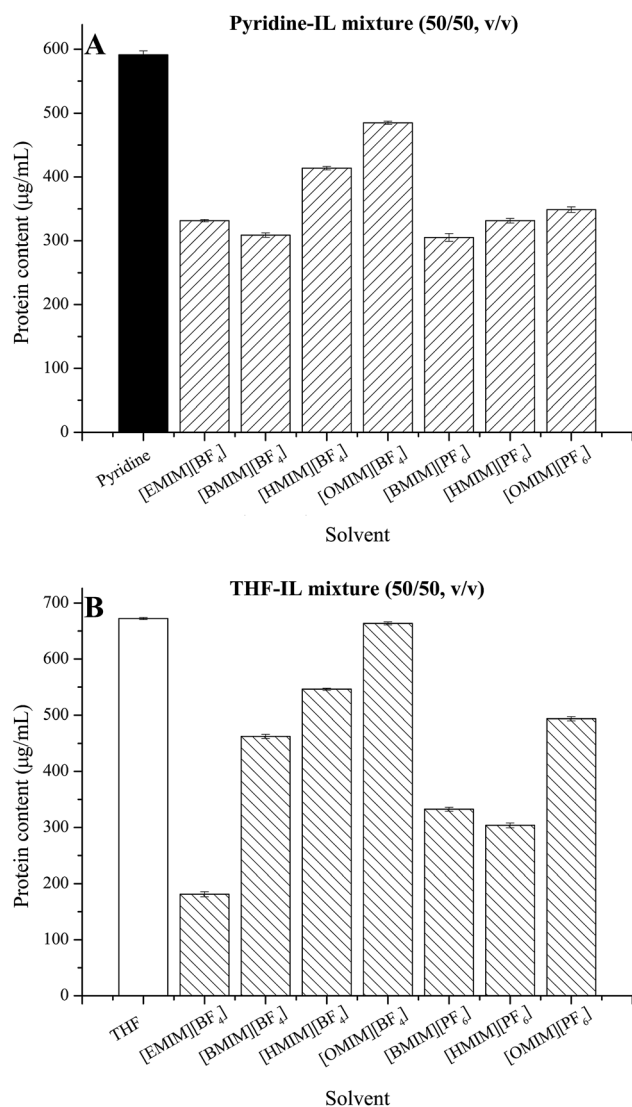 A
Pyridine-IL mixture (50/50, v/v)
600
500
400
300
200
100
0
Protein content (μg/mL)
Pyridine
[EMIM][BF4]
[BMIM][BF4]
[HMIM][BF4]
[OMIM][BF4]
[BMIM][PF6]
[HMIM][PF6]
[OMIM][PF6]
Solvent
B
THF-IL mixture (50/50, v/v)
700
600
500
400
300
200
100
0
Protein content (μg/mL)
THF
[EMIM][BF4]
[BMIM][BF4]
[HMIM][BF4]
[OMIM][BF4]
[BMIM][PF6]
[HMIM][PF6]
[OMIM][PF6]
Solvent